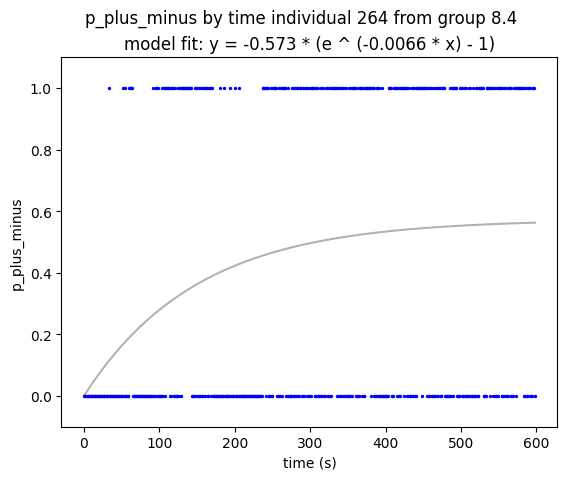 p_plus_minus by time individual 264 from group 8.4
model fit: y = -0.573 * (e ^ (-0.0066 * x) - 1)
1.0
0.8
0.6
0.4
0.2
0.0
p_plus_minus
0 100 200 300 400 500 600
time (s)